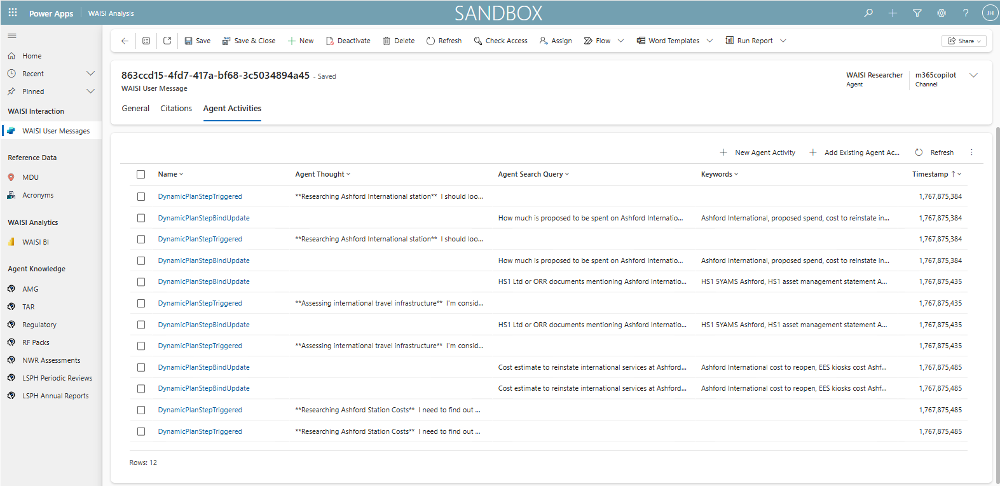 Power Apps WAISI Analysis SANDBOX ? JH
Save Save & Close New Deactivate Delete Refresh Check Access Assign Flow Word Templates Run Report Share
Home
Recent
Pinned
WAISI Interaction
WAISI User Messages
Reference Data
MDU
Acronyms
WAISI Analytics
WAISI BI
Agent Knowledge
AMG
TAR
Regulatory
RF Packs
NWR Assessments
LSPH Periodic Reviews
LSPH Annual Reports
863ccd15-4fd7-417a-bf68-3c5034894a45 - Saved
WAISI User Message
WAISI Researcher
Agent
m365copilot
Channel
General Citations Agent Activities
New Agent Activity Add Existing Agent Ac... Refresh
Name Agent Thought Agent Search Query Keywords Timestamp ↑
DynamicPlanStepTriggered **Researching Ashford International station** I should loo... 1,767,875,384
DynamicPlanStepBindUpdate How much is proposed to be spent on Ashford Internatio... Ashford International, proposed spend, cost to reinstate in... 1,767,875,384
DynamicPlanStepTriggered **Researching Ashford International station** I should loo... 1,767,875,384
DynamicPlanStepBindUpdate How much is proposed to be spent on Ashford Internatio... Ashford International, proposed spend, cost to reinstate in... 1,767,875,384
DynamicPlanStepBindUpdate HS1 Ltd or ORR documents mentioning Ashford Internatio... HS1 5YAMS Ashford, HS1 asset management statement A... 1,767,875,435
DynamicPlanStepTriggered **Assessing international travel infrastructure** I'm consid... 1,767,875,435
DynamicPlanStepBindUpdate HS1 Ltd or ORR documents mentioning Ashford Internatio... HS1 5YAMS Ashford, HS1 asset management statement A... 1,767,875,435
DynamicPlanStepTriggered **Assessing international travel infrastructure** I'm consid... 1,767,875,435
DynamicPlanStepBindUpdate Cost estimate to reinstate international services at Ashford... Ashford International cost to reopen, EES kiosks cost Ashf... 1,767,875,485
DynamicPlanStepBindUpdate Cost estimate to reinstate international services at Ashford... Ashford International cost to reopen, EES kiosks cost Ashf... 1,767,875,485
DynamicPlanStepTriggered **Researching Ashford Station Costs** I need to find out ... 1,767,875,485
DynamicPlanStepTriggered **Researching Ashford Station Costs** I need to find out ... 1,767,875,485
Rows: 12